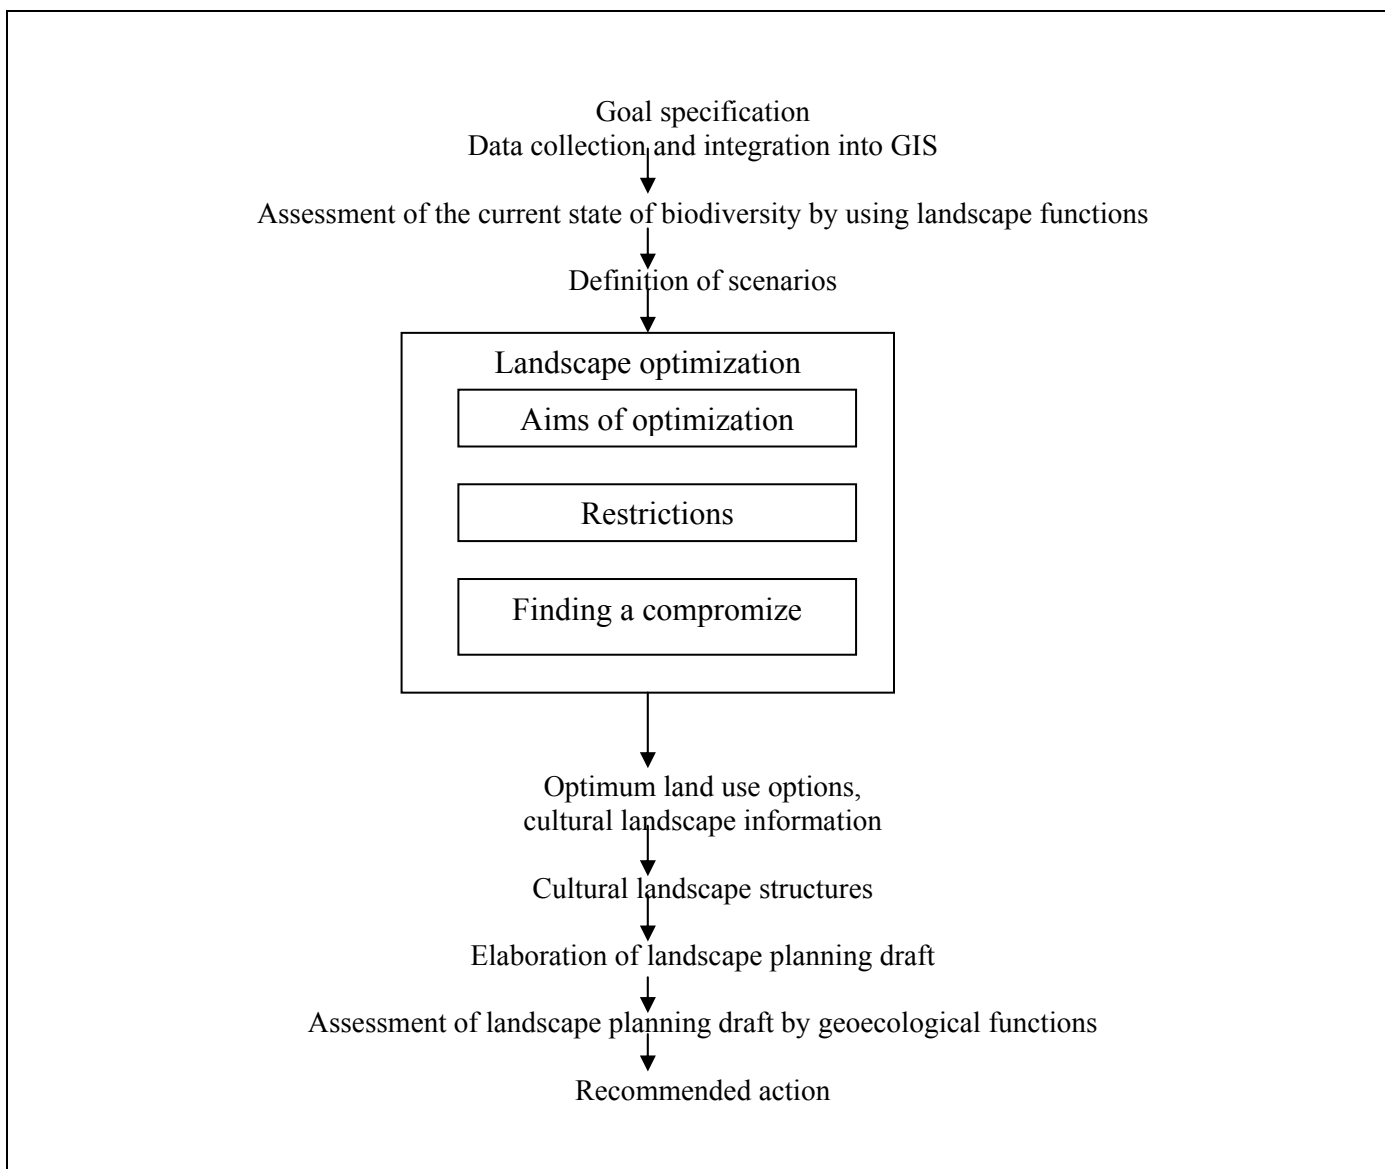 Goal specification
Data collection and integration into GIS
Assessment of the current state of biodiversity by using landscape functions
Definition of scenarios
Landscape optimization
Aims of optimization
Restrictions
Finding a compromize
Optimum land use options,
cultural landscape information
Cultural landscape structures
Elaboration of landscape planning draft
Assessment of landscape planning draft by geoecological functions
Recommended action